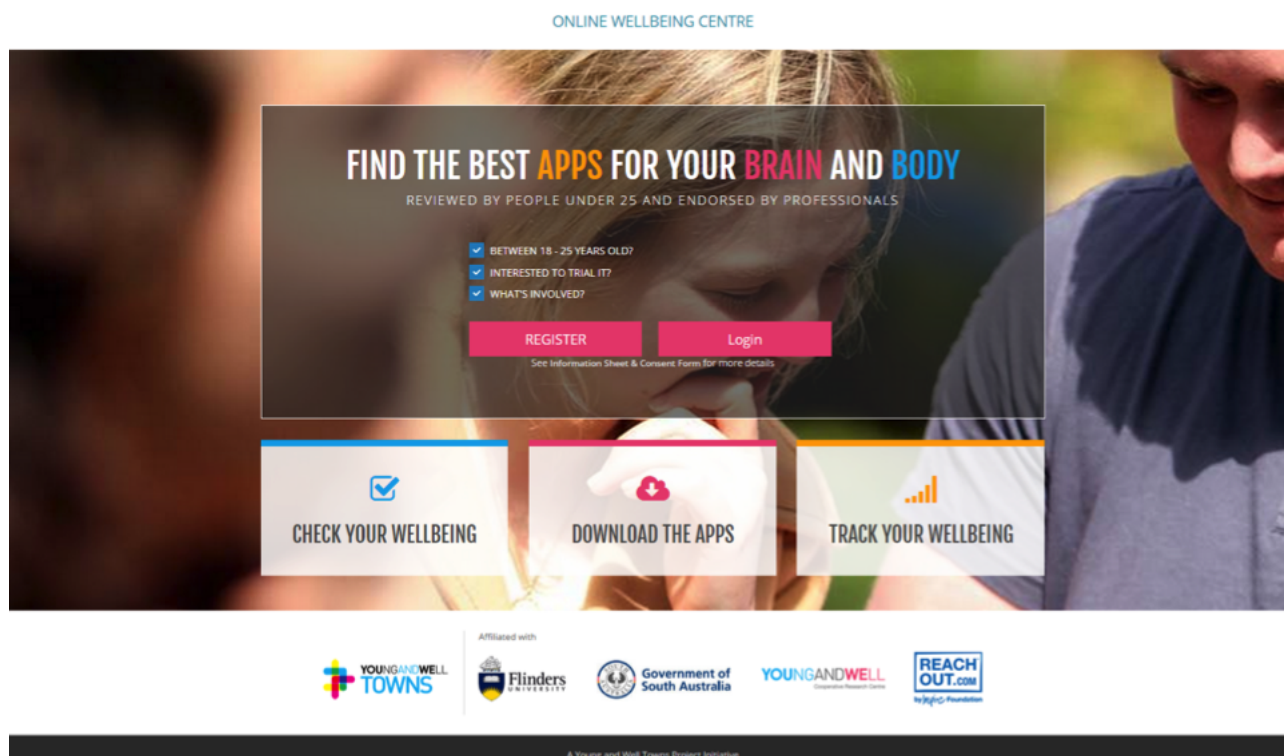 ONLINE WELLBEING CENTRE
FIND THE BEST APPS FOR YOUR BRAIN AND BODY
REVIEWED BY PEOPLE UNDER 25 AND ENDORSED BY PROFESSIONALS
BETWEEN 18 - 25 YEARS OLD?
INTERESTED TO TRIAL IT?
WHAT'S INVOLVED?
REGISTER
Login
See Information Sheet & Consent Form for more details
CHECK YOUR WELLBEING
DOWNLOAD THE APPS
TRACK YOUR WELLBEING
Affiliated with
YOUNGANDWELL
TOWNS
Flinders
UNIVERSITY
Government of
South Australia
YOUNGANDWELL
Cooperative Research Centre
REACH
OUT.COM
by Foundation
A Young and Well Towns Project Initiative